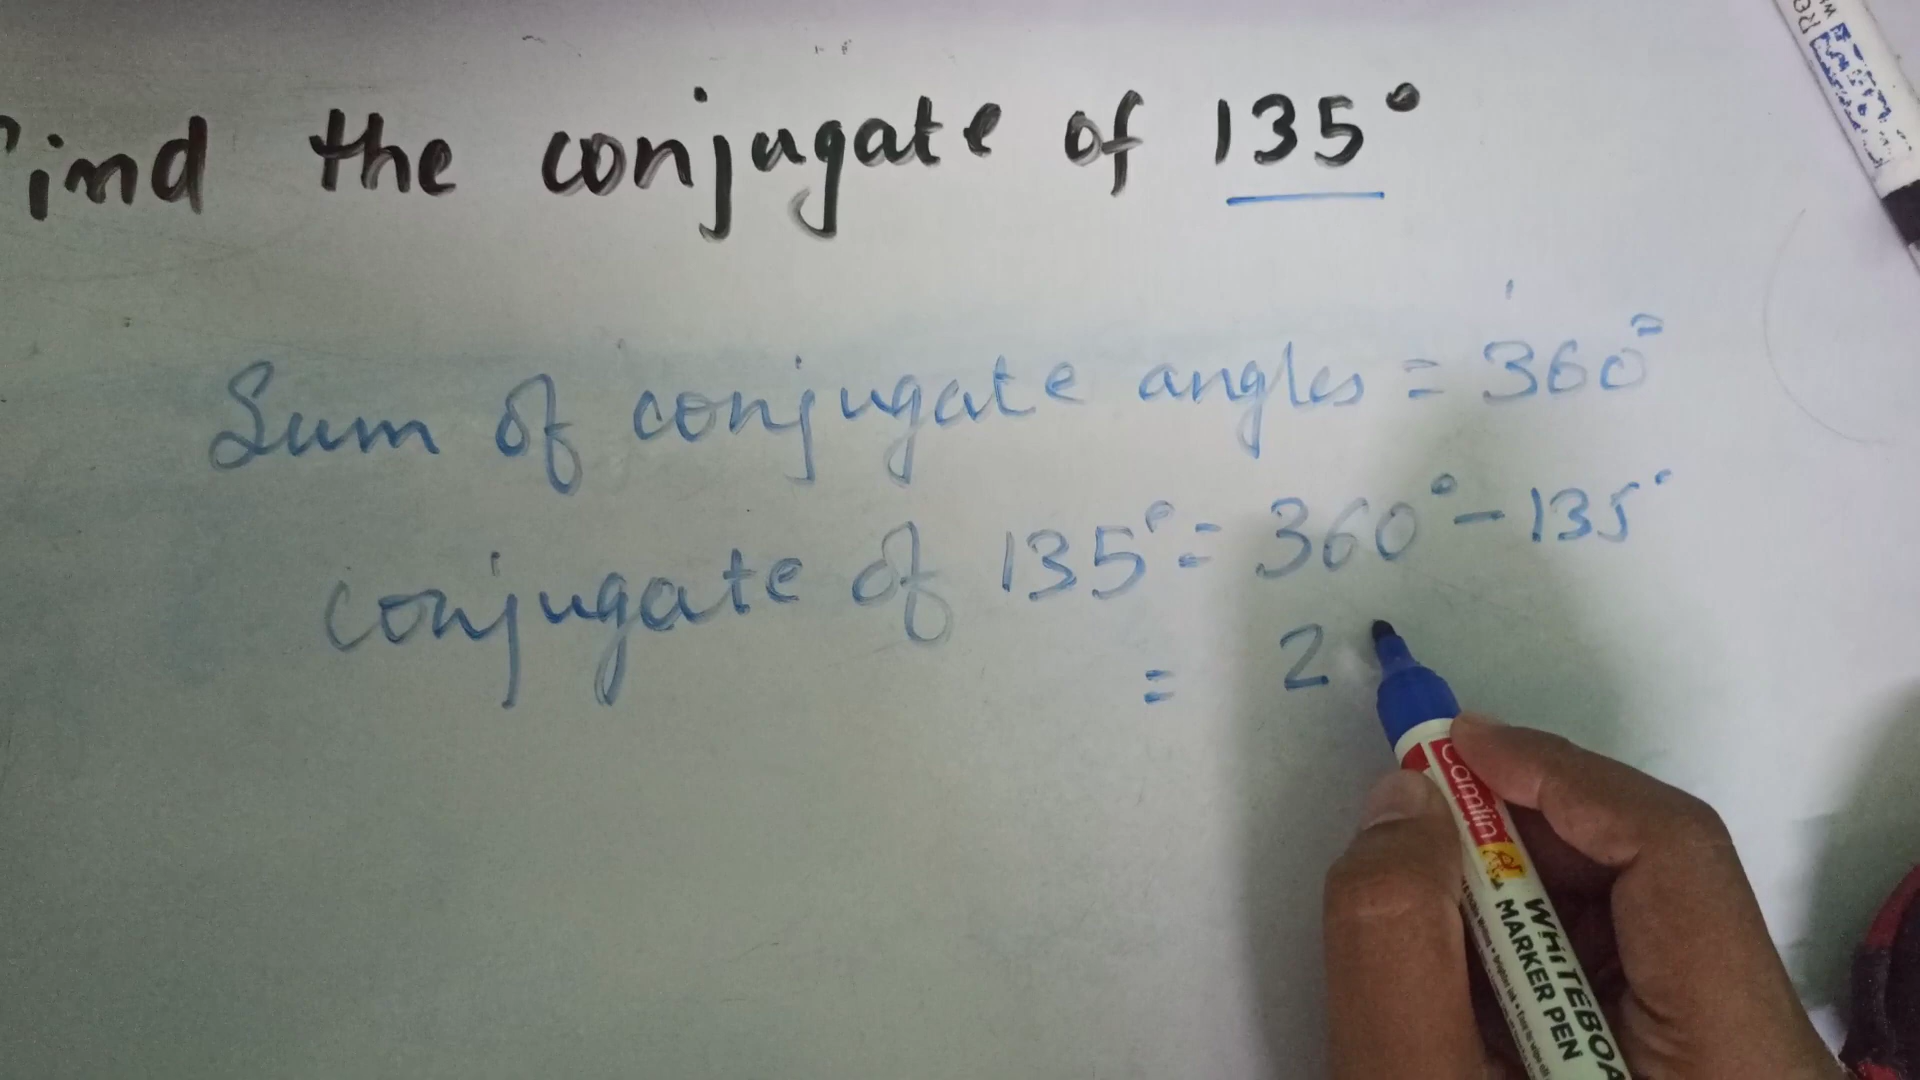 Find the conjugate of 135°
Sum of conjugate angles = 360°
conjugate of 135° = 360° - 135°
= 2
camlin
WHiTEBOA
MARKER PEN